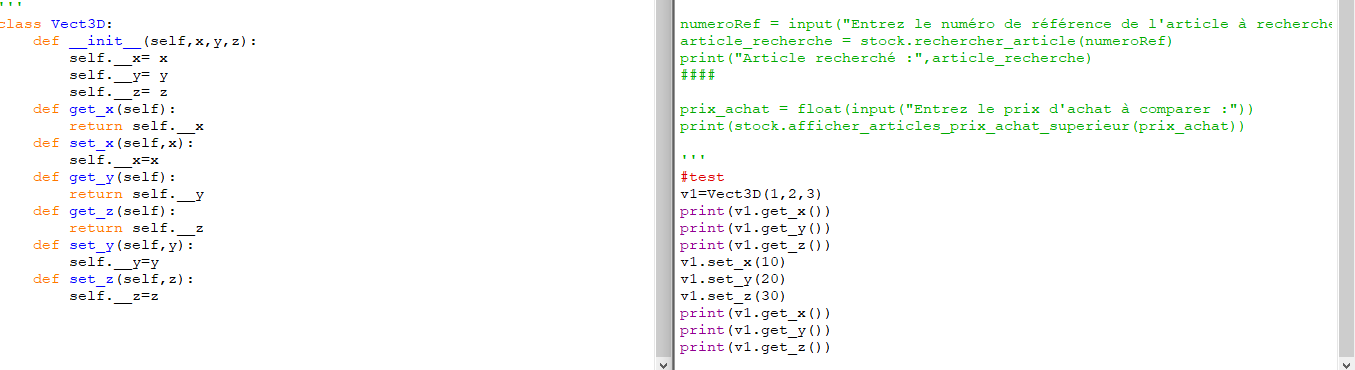 '''
class Vect3D:
    def __init__(self,x,y,z):
        self.__x= x
        self.__y= y
        self.__z= z
    def get_x(self):
        return self.__x
    def set_x(self,x):
        self.__x=x
    def get_y(self):
        return self.__y
    def get_z(self):
        return self.__z
    def set_y(self,y):
        self.__y=y
    def set_z(self,z):
        self.__z=z
numeroRef = input("Entrez le numéro de référence de l'article à recherche
article_recherche = stock.rechercher_article(numeroRef)
print("Article recherché :",article_recherche)
####
prix_achat = float(input("Entrez le prix d'achat à comparer :"))
print(stock.afficher_articles_prix_achat_superieur(prix_achat))
'''
#test
v1=Vect3D(1,2,3)
print(v1.get_x())
print(v1.get_y())
print(v1.get_z())
v1.set_x(10)
v1.set_y(20)
v1.set_z(30)
print(v1.get_x())
print(v1.get_y())
print(v1.get_z())